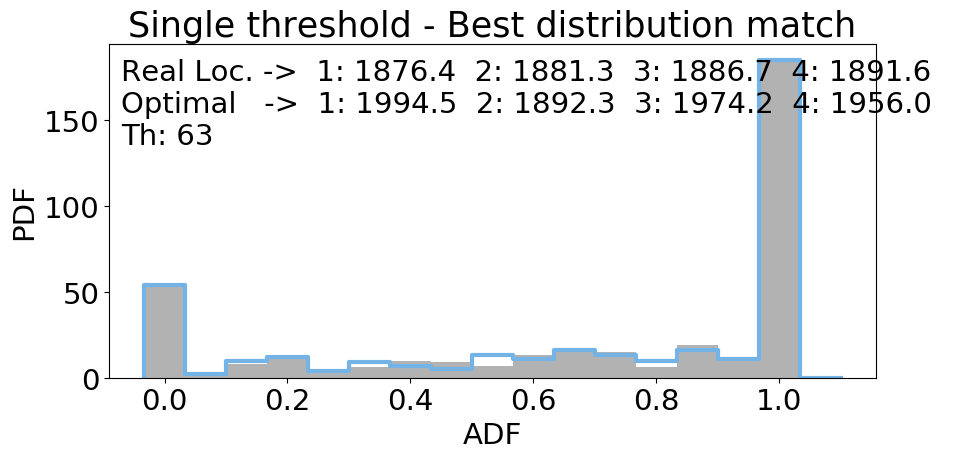 Single threshold - Best distribution match
Real Loc. -> 1: 1876.4 2: 1881.3 3: 1886.7 4: 1891.6
Optimal -> 1: 1994.5 2: 1892.3 3: 1974.2 4: 1956.0
Th: 63
PDF
150
100
50
0
0.0 0.2 0.4 0.6 0.8 1.0
ADF